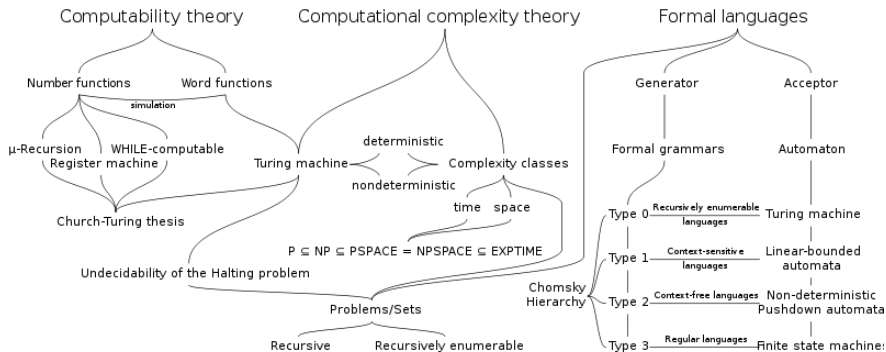 Computability theory
Computational complexity theory
Formal languages
Number functions
Word functions
Generator
Acceptor
simulation
deterministic
μ-Recursion
WHILE-computable
Register machine
Turing machine
Complexity classes
Formal grammars
Automaton
nondeterministic
time space
Church-Turing thesis
Type 0
Recursively enumerable
languages
Turing machine
P ⊆ NP ⊆ PSPACE = NPSPACE ⊆ EXPTIME
Type 1
Context-sensitive
languages
Linear-bounded
automata
Undecidability of the Halting problem
Chomsky
Hierarchy
Type 2
Context-free languages
Non-deterministic
Pushdown automata
Problems/Sets
Recursive
Recursively enumerable
Type 3
Regular languages
Finite state machines